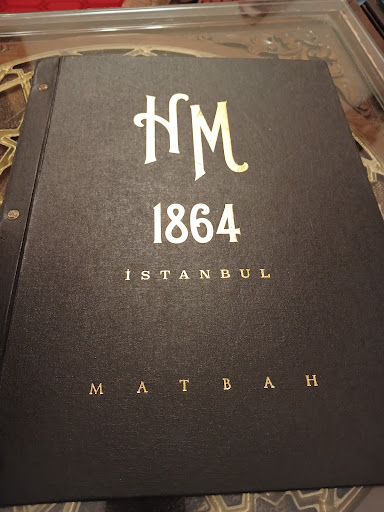 HM
1864
İSTANBUL
MATBAH